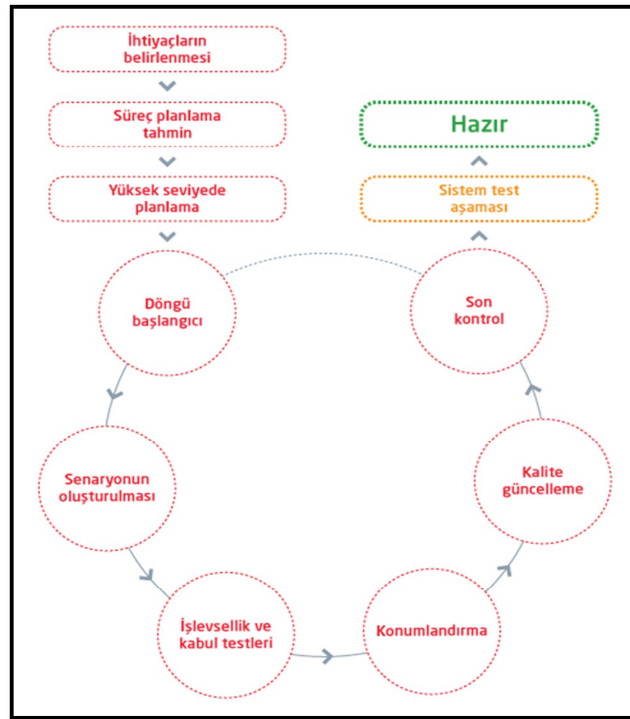 İhtiyaçların
belirlenmesi
Süreç planlama
tahmin
Yüksek seviyede
planlama
Hazır
Sistem test
aşaması
Döngü
başlangıcı
Son
kontrol
Senaryonun
oluşturulması
Kalite
güncelleme
İşlevsellik ve
kabul testleri
Konumlandırma